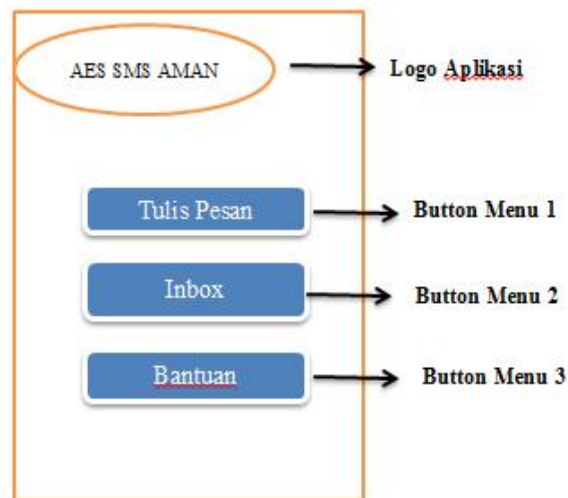 AES SMS AMAN
Logo Aplikasi
Tulis Pesan
Button Menu 1
Inbox
Button Menu 2
Bantuan
Button Menu 3